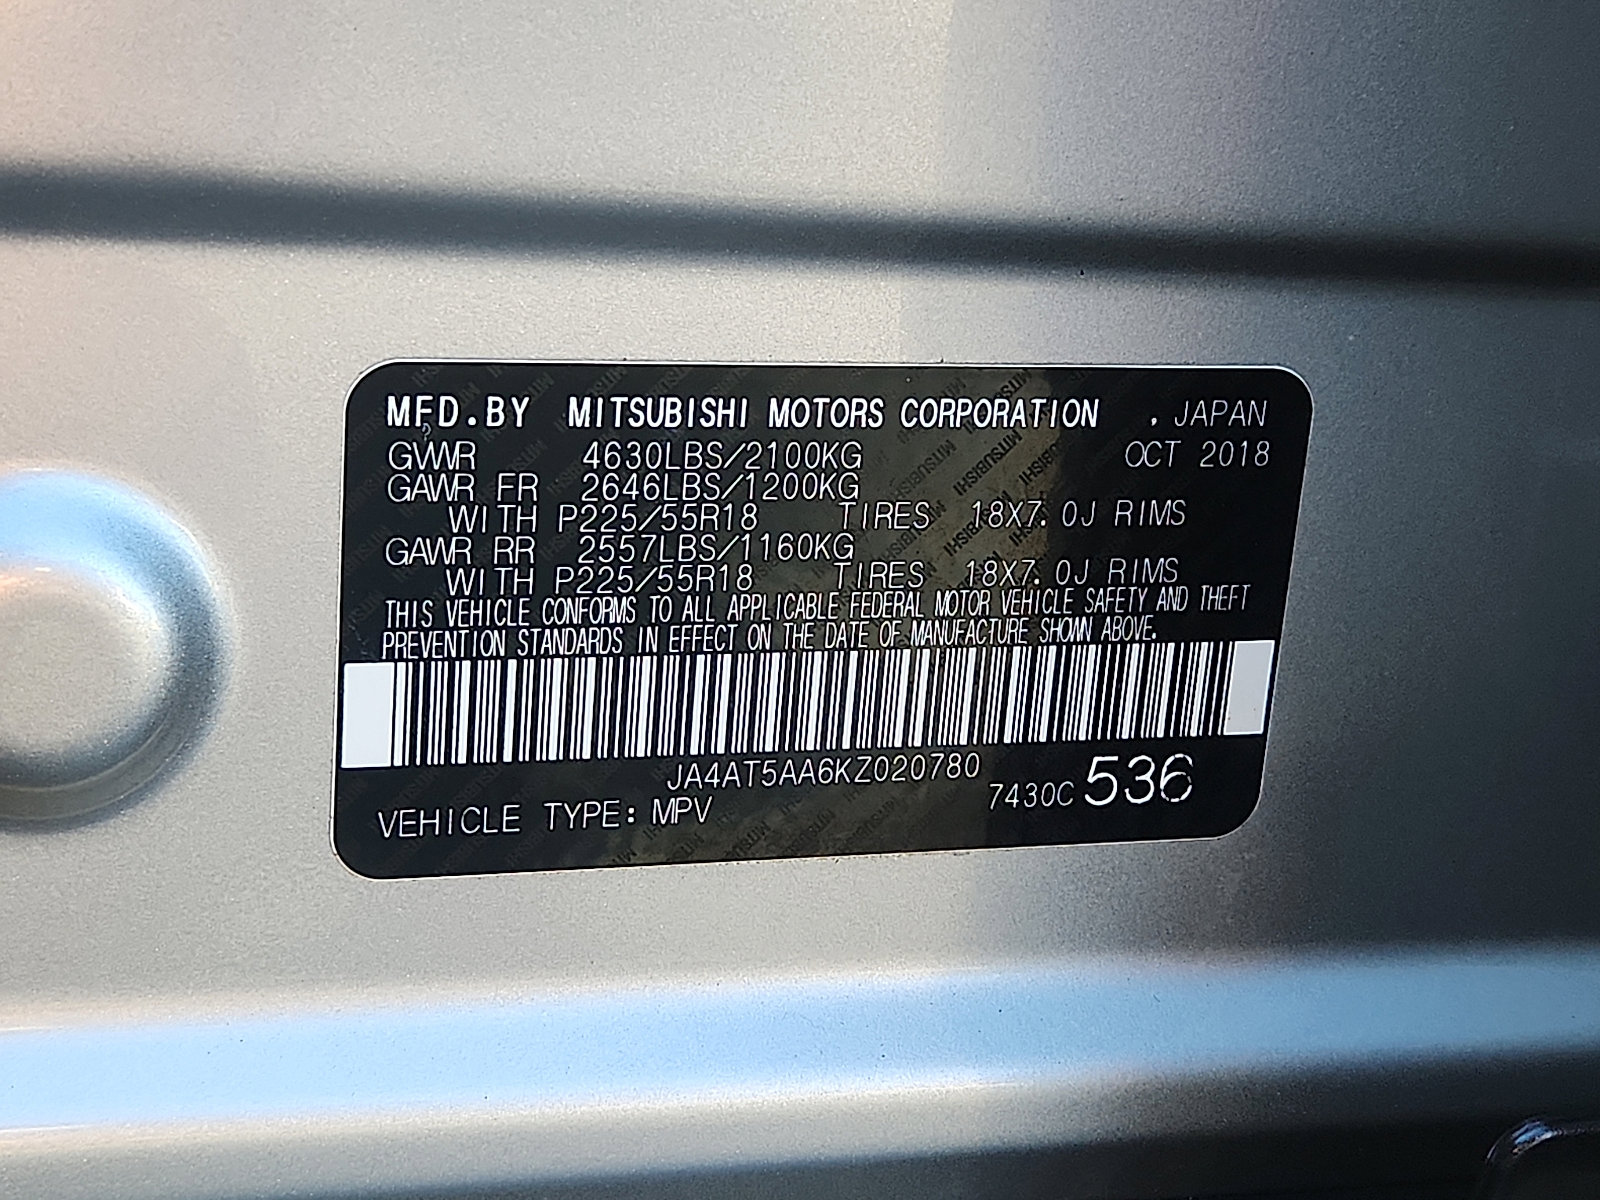 MFD.BY MITSUBISHI MOTORS CORPORATION , JAPAN
GVWR 4630LBS/2100KG OCT 2018
GAWR FR 2646LBS/1200KG
WITH P225/55R18 TIRES 18X7.0J RIMS
GAWR RR 2557LBS/1160KG
WITH P225/55R18 TIRES 18X7.0J RIMS
THIS VEHICLE CONFORMS TO ALL APPLICABLE FEDERAL MOTOR VEHICLE SAFETY AND THEFT
PREVENTION STANDARDS IN EFFECT ON THE DATE OF MANUFACTURE SHOWN ABOVE.
JA4AT5AA6KZ020780
7430C 536
VEHICLE TYPE: MPV